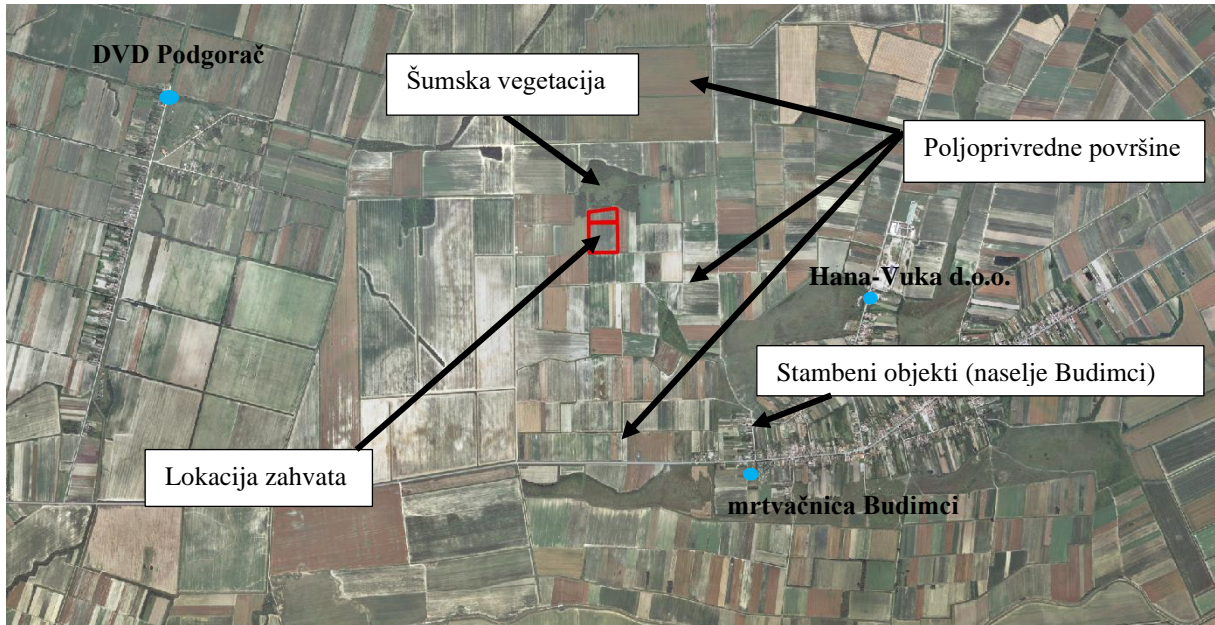 DVD Podgorač
Šumska vegetacija
Poljoprivredne površine
Hana-Vuka d.o.o.
Stambeni objekti (naselje Budimci)
Lokacija zahvata
mrtvačnica Budimci